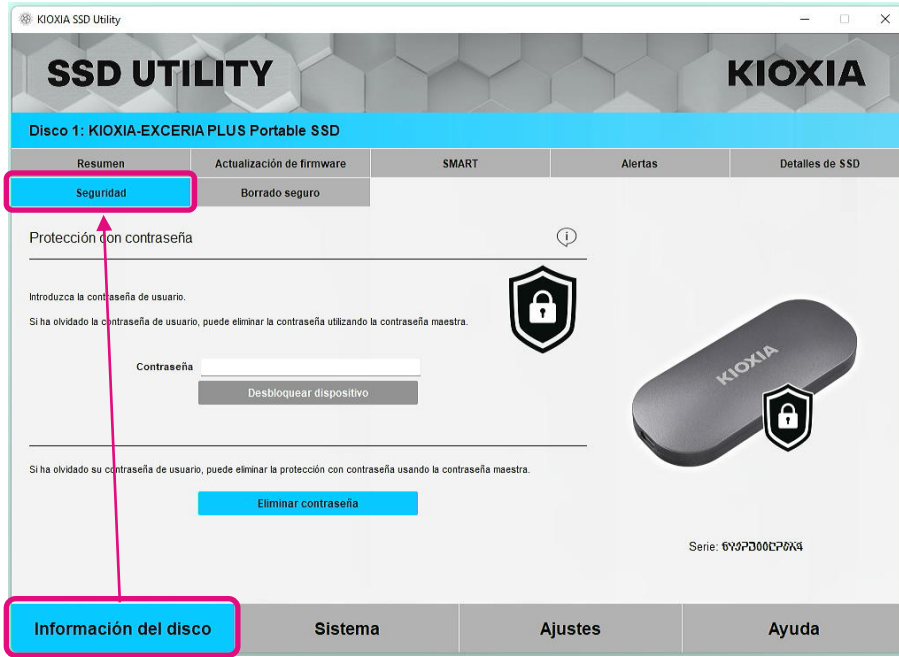 KIOXIA SSD Utility
SSD UTILITY
KIOXIA
Disco 1: KIOXIA-EXCERIA PLUS Portable SSD
Resumen
Actualización de firmware
SMART
Alertas
Detalles de SSD
Seguridad
Borrado seguro
Protección con contraseña
Introduzca la contraseña de usuario.
Si ha olvidado la contraseña de usuario, puede eliminar la contraseña utilizando la contraseña maestra.
Contraseña
Desbloquear dispositivo
KIOXIA
Si ha olvidado su contraseña de usuario, puede eliminar la protección con contraseña usando la contraseña maestra.
Eliminar contraseña
Serie:
Información del disco
Sistema
Ajustes
Ayuda